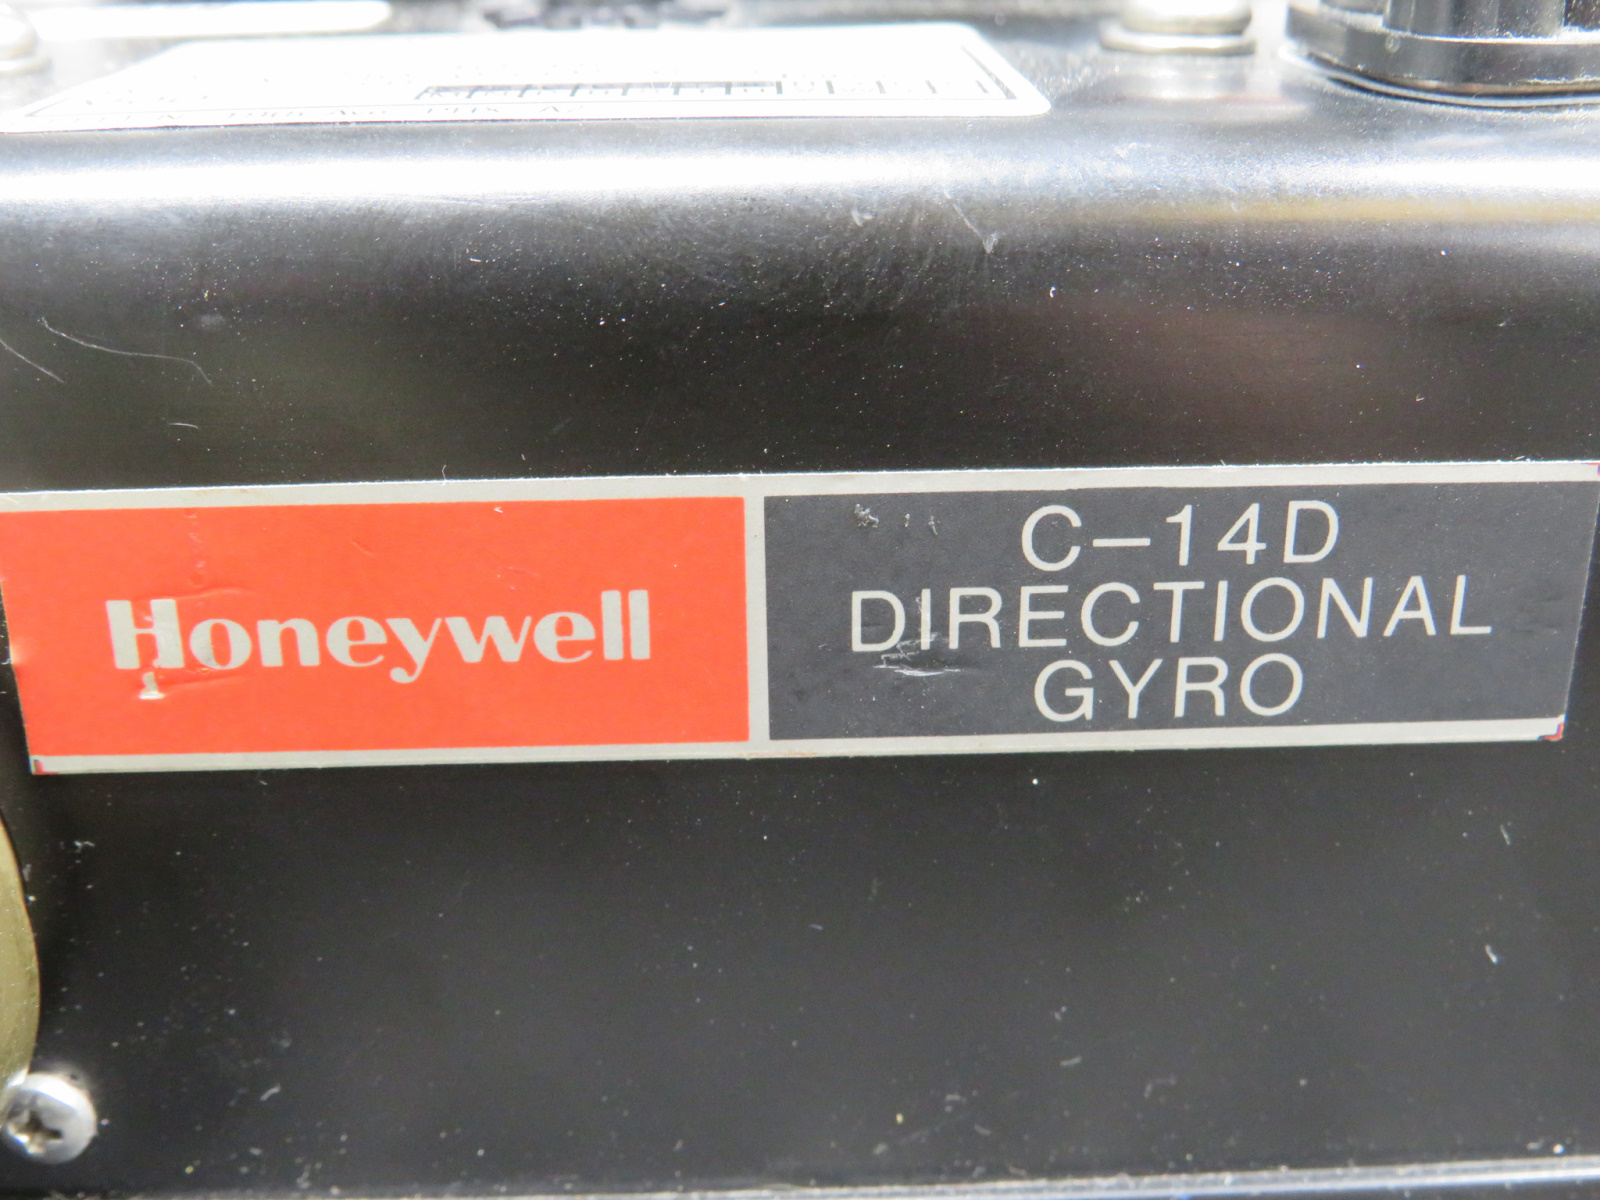 Honeywell
C-14D
DIRECTIONAL
GYRO